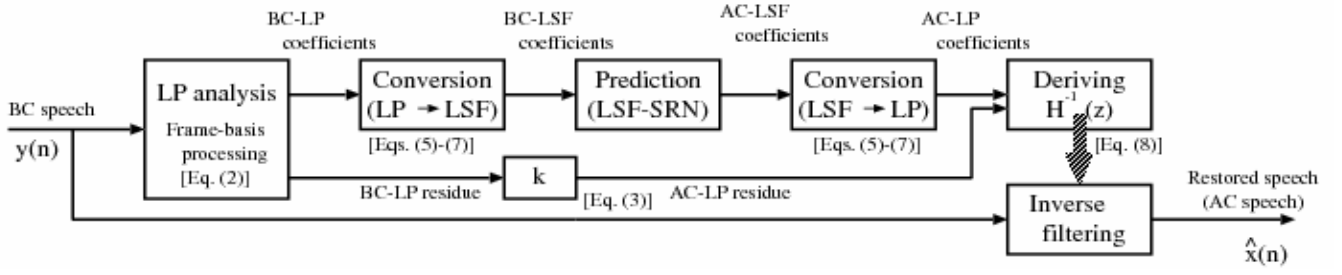 BC-LP
coefficients
BC-LSF
coefficients
AC-LSF
coefficients
AC-LP
coefficients
BC speech
y(n)
LP analysis
Frame-basis
processing
[Eq. (2)]
Conversion
(LP → LSF)
[Eqs. (5)-(7)]
Prediction
(LSF-SRN)
Conversion
(LSF → LP)
[Eqs. (5)-(7)]
Deriving
H⁻¹(z)
[Eq. (8)]
BC-LP residue
k
[Eq. (3)]
AC-LP residue
Inverse
filtering
Restored speech
(AC speech)
x̂(n)